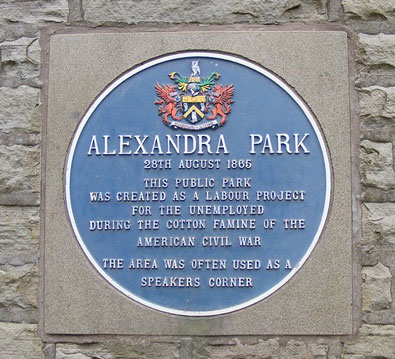 ALEXANDRA PARK
28TH AUGUST 1865
THIS PUBLIC PARK
WAS CREATED AS A LABOUR PROJECT
FOR THE UNEMPLOYED
DURING THE COTTON FAMINE OF THE
AMERICAN CIVIL WAR
THE AREA WAS OFTEN USED AS A
SPEAKERS CORNER